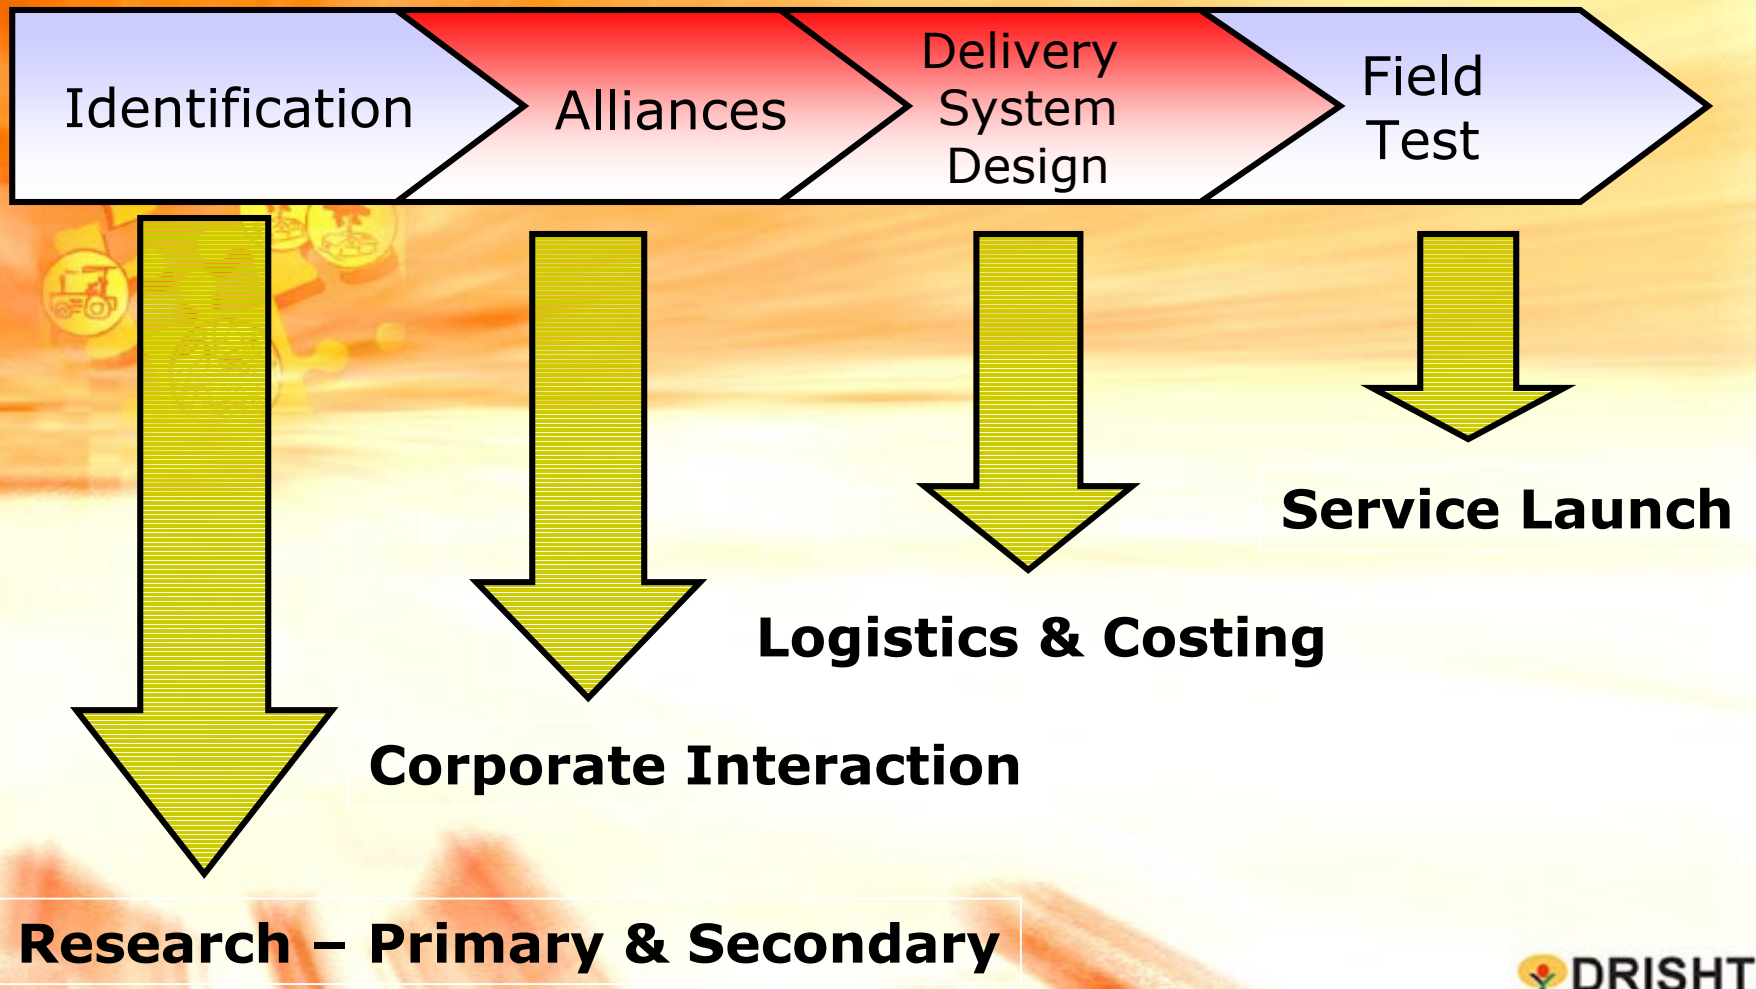 Identification
Alliances
Delivery
System
Design
Field
Test
Service Launch
Logistics & Costing
Corporate Interaction
Research – Primary & Secondary
DRISHT